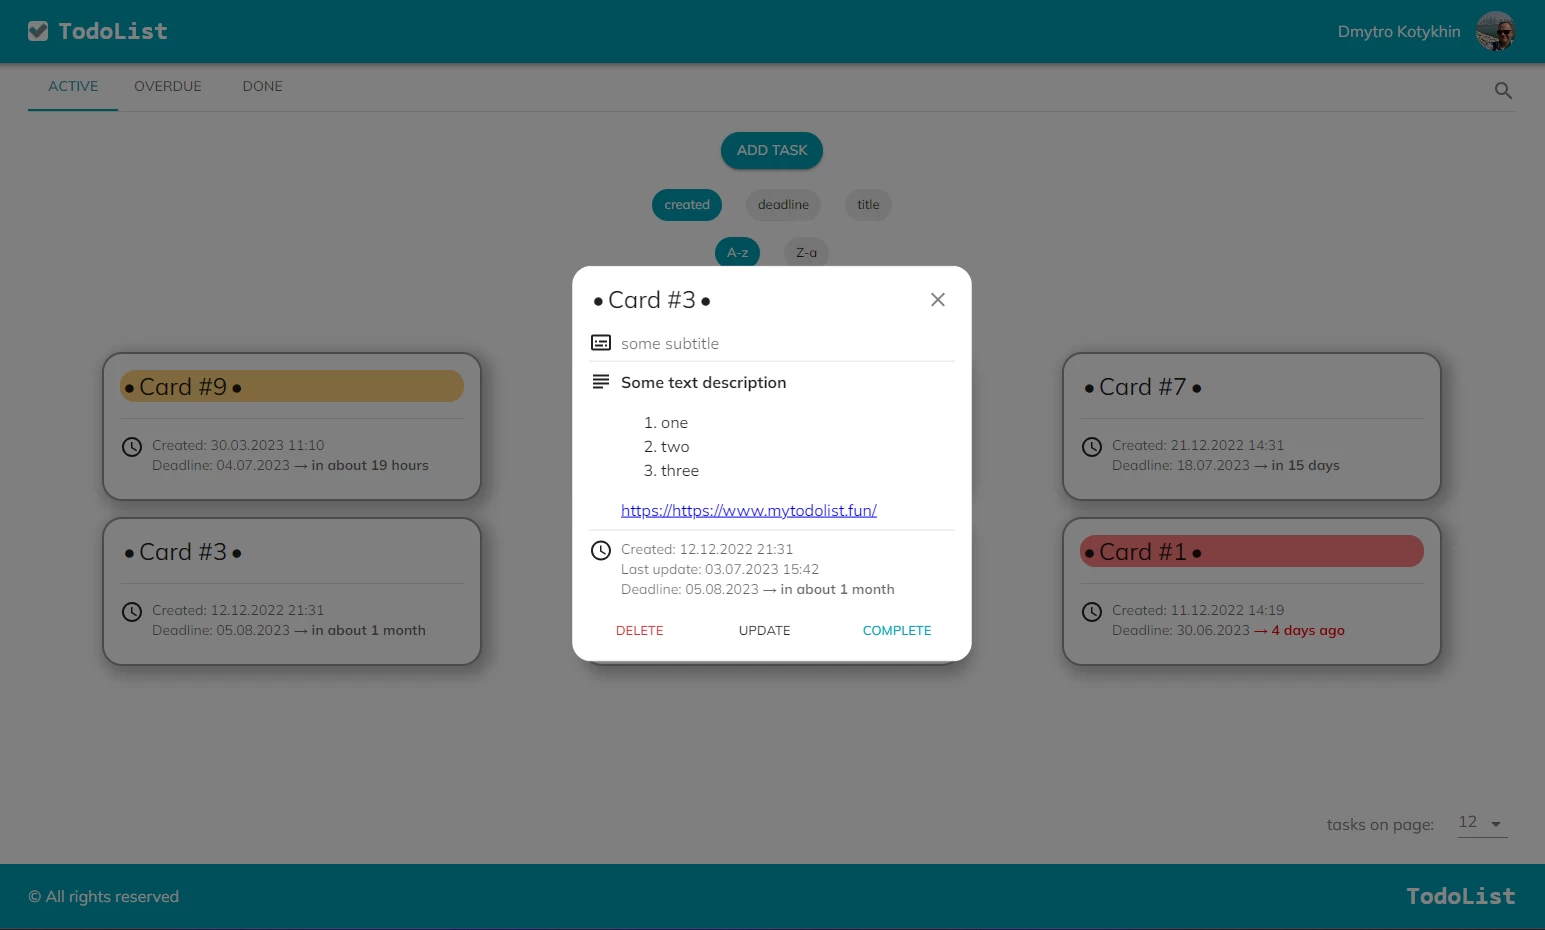 TodoList
Dmytro Kotykhin
ACTIVE OVERDUE DONE
ADD TASK
created deadline title
A-z Z-a
• Card #3 •
some subtitle
Some text description
1. one
2. two
3. three
https://https://www.mytodolist.fun/
Created: 12.12.2022 21:31
Last update: 03.07.2023 15:42
Deadline: 05.08.2023 → in about 1 month
DELETE UPDATE COMPLETE
• Card #9 •
Created: 30.03.2023 11:10
Deadline: 04.07.2023 → in about 19 hours
• Card #7 •
Created: 21.12.2022 14:31
Deadline: 18.07.2023 → in 15 days
• Card #3 •
Created: 12.12.2022 21:31
Deadline: 05.08.2023 → in about 1 month
• Card #1 •
Created: 11.12.2022 14:19
Deadline: 30.06.2023 → 4 days ago
tasks on page: 12
© All rights reserved
TodoList